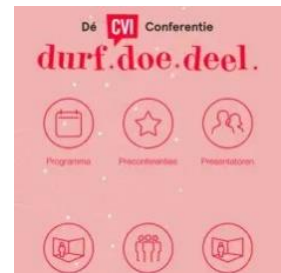 Dé CVI Conferentie
durf.doe.deel.
Programma Preconferenties Presentatoren